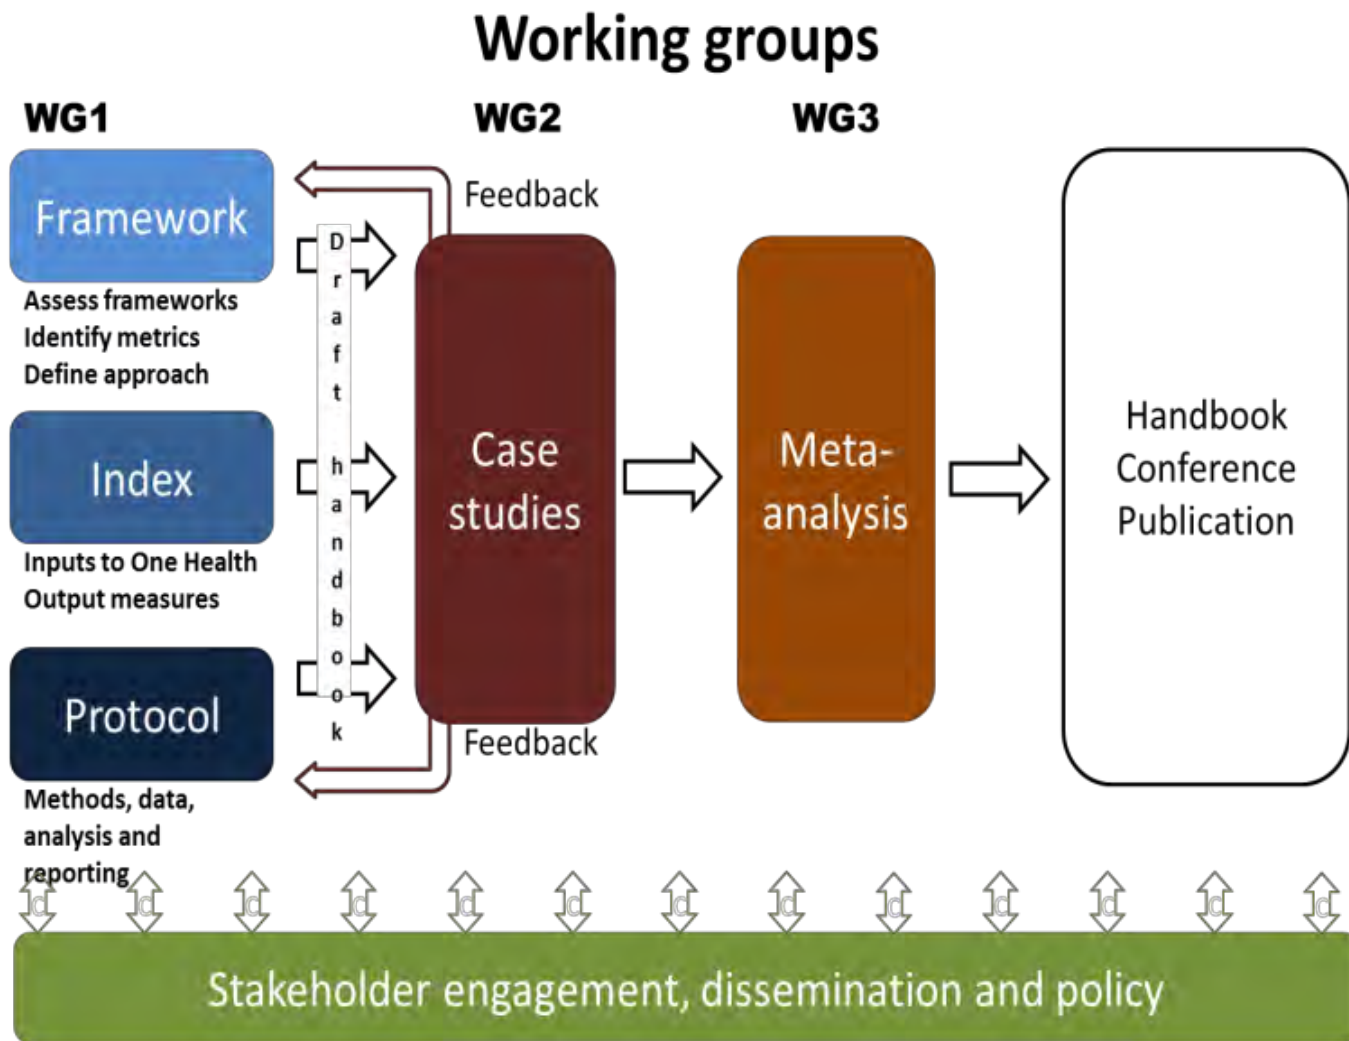 Working groups
WG1
WG2
WG3
Framework
Assess frameworks
Identify metrics
Define approach
Index
Inputs to One Health
Output measures
Protocol
Methods, data,
analysis and
reporting
Draft handbook
Feedback
Case
studies
Feedback
Meta-
analysis
Handbook
Conference
Publication
d d d d d d d d d d d d d
Stakeholder engagement, dissemination and policy